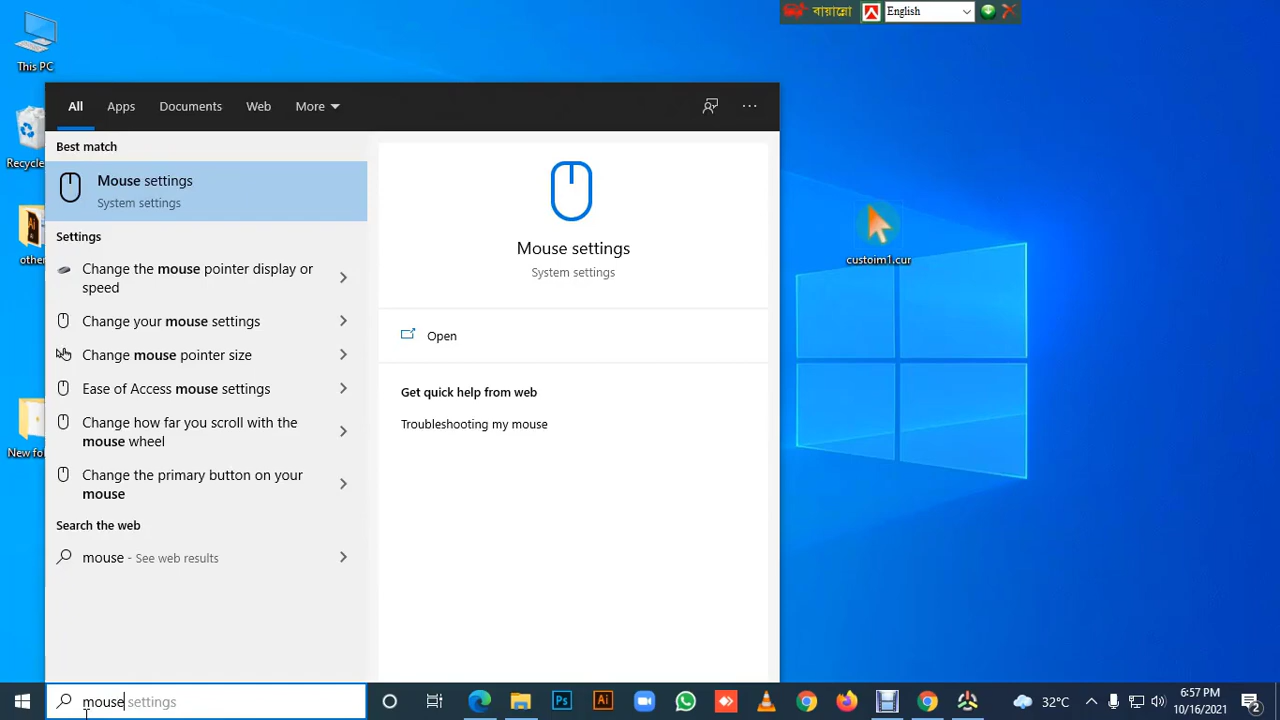 বায়ান্নো
English
This PC
Recycle
other
New fol
All
Apps
Documents
Web
More
Best match
Mouse settings
System settings
Settings
Change the mouse pointer display or
speed
Change your mouse settings
Change mouse pointer size
Ease of Access mouse settings
Change how far you scroll with the
mouse wheel
Change the primary button on your
mouse
Search the web
mouse - See web results
Mouse settings
System settings
Open
Get quick help from web
Troubleshooting my mouse
custoim1.cur
mouse settings
Ps
Ai
32°C
6:57 PM
10/16/2021
2